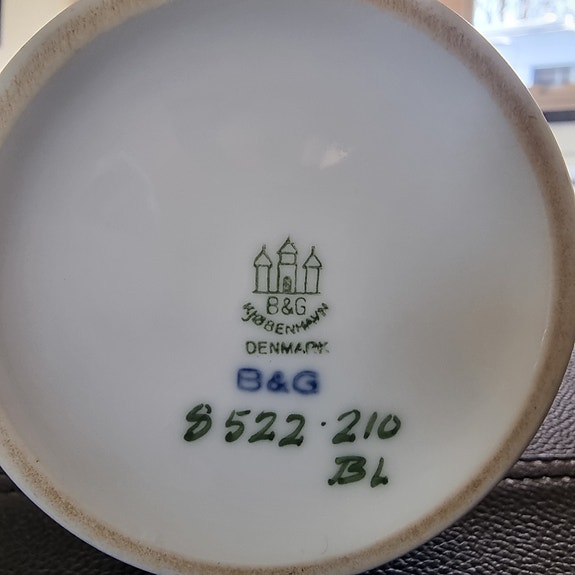 B&G
KJØBENHAVN
DENMARK
B&G
8522·210
BL